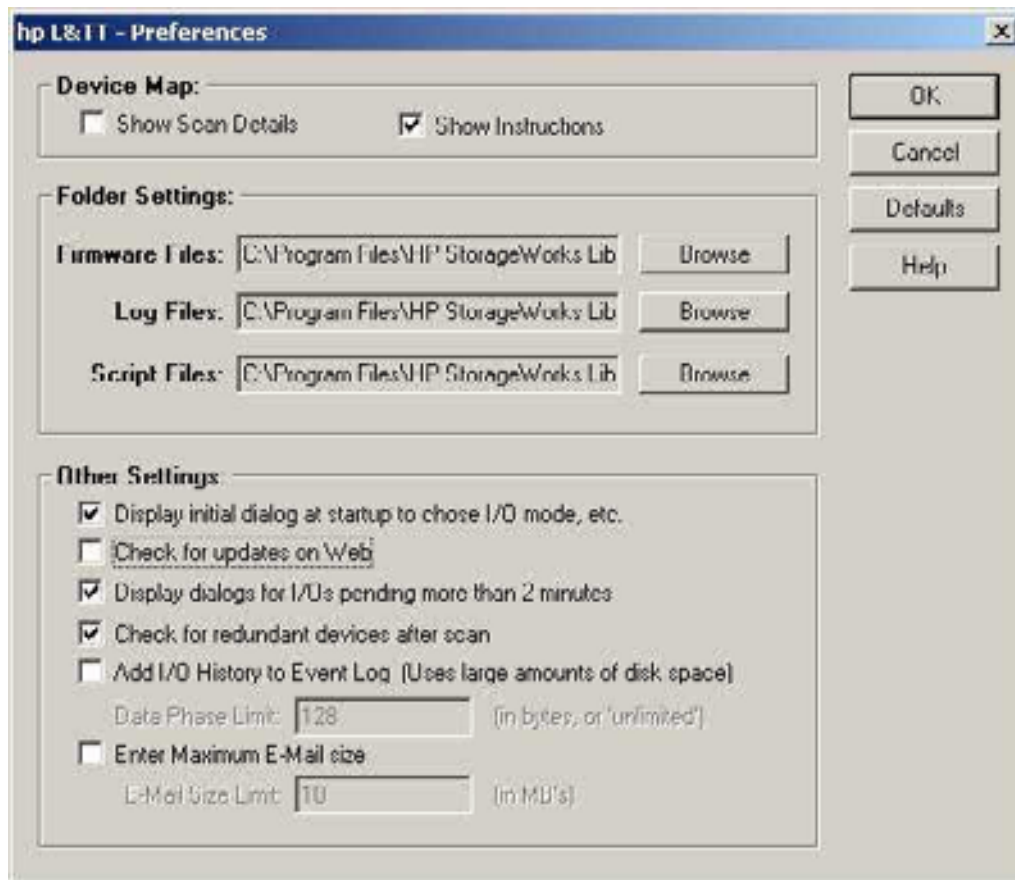 hp L&TT - Preferences
Device Map:
Show Scan Details
Show Instructions
OK
Cancel
Defaults
Help
Folder Settings:
Firmware Files: C:\Program Files\HP StorageWorks Lib Browse
Log Files: C:\Program Files\HP StorageWorks Lib Browse
Script Files: C:\Program Files\HP StorageWorks Lib Browse
Other Settings
Display initial dialog at startup to chose I/O mode, etc.
Check for updates on Web
Display dialogs for I/Os pending more than 2 minutes
Check for redundant devices after scan
Add I/O History to Event Log (Uses large amounts of disk space)
Data Phase Limit: 128 (in bytes, or 'unlimited')
Enter Maximum E-Mail size
E-Mail Size Limit: 10 (in MB's)